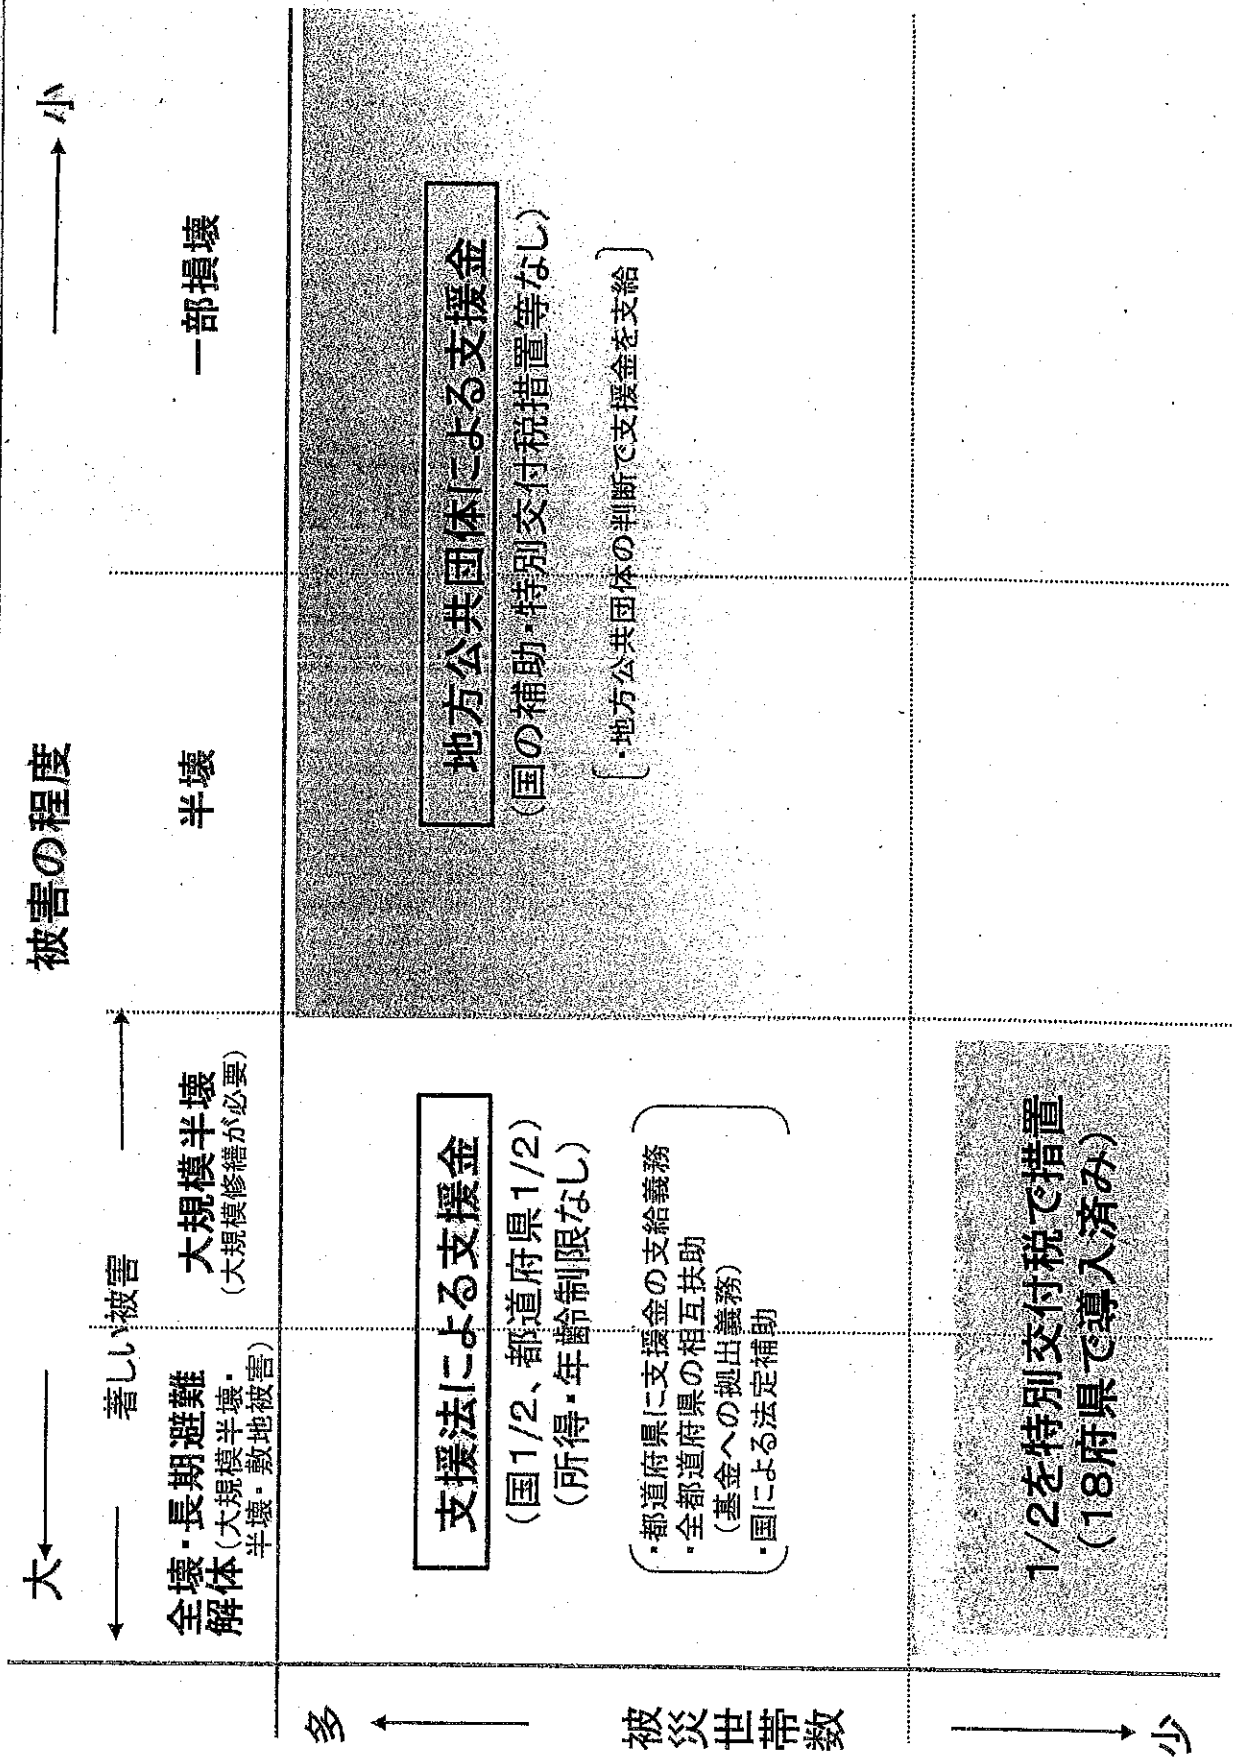 被害の程度
大
小
著しい被害
全壊・長期避難
解体(大規模半壊・
半壊・敷地被害)
大規模半壊
(大規模修繕が必要)
半壊
一部損壊
多
被災世帯数
少
支援法による支援金
(国1/2、都道府県1/2)
(所得・年齢制限なし)
・都道府県に支援金の支給義務
・全都道府県の相互扶助
(基金への拠出義務)
・国による法定補助
地方公共団体による支援金
(国の補助・特別交付税措置等なし)
・地方公共団体の判断で支援金を支給
1/2を特別交付税で措置
(18府県で導入済み)